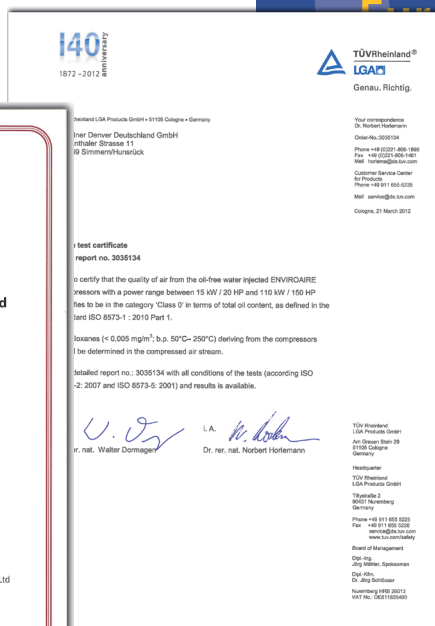 140
anniversary
1872 – 2012
TÜVRheinland®
LGA
Genau. Richtig.
Rheinland LGA Products GmbH • 51105 Cologne • Germany
Denver Deutschland GmbH
nthaler Strasse 11
Simmern/Hunsrück
Your correspondence
Dr. Norbert Horlemann
Order-No.:3035134
Phone +49 (0)221-806-1896
Fax +49 (0)221-806-1461
Mail horlema@de.tuv.com
Customer Service Center
for Products
Phone +49 911 655-5225
Mail service@de.tuv.com
Cologne, 21 March 2012
test certificate
report no. 3035134
o certify that the quality of air from the oil-free water injected ENVIROAIRE
pressors with a power range between 15 kW / 20 HP and 110 kW / 150 HP
fies to be in the category 'Class 0' in terms of total oil content, as defined in the
dard ISO 8573-1 : 2010 Part 1.
loxanes (< 0,005 mg/m³; b.p. 50°C– 250°C) deriving from the compressors
be determined in the compressed air stream.
detailed report no.: 3035134 with all conditions of the tests (according ISO
-2: 2007 and ISO 8573-5: 2001) and results is available.
i. A.
r. nat. Walter Dormagen
Dr. rer. nat. Norbert Horlemann
TÜV Rheinland
LGA Products GmbH
Am Grauen Stein 29
51105 Cologne
Germany
Headquarter
TÜV Rheinland
LGA Products GmbH
Tillystraße 2
90431 Nuremberg
Germany
Phone +49 911 655 5225
Fax +49 911 655 5226
service@de.tuv.com
www.tuv.com/safety
Board of Management
Dipl.-Ing.
Jörg Mähler, Spokesman
Dipl.-Kfm.
Dr. Jörg Schlösser
Nuremberg HRB 26013
VAT No.: DE811835490
d
Ltd